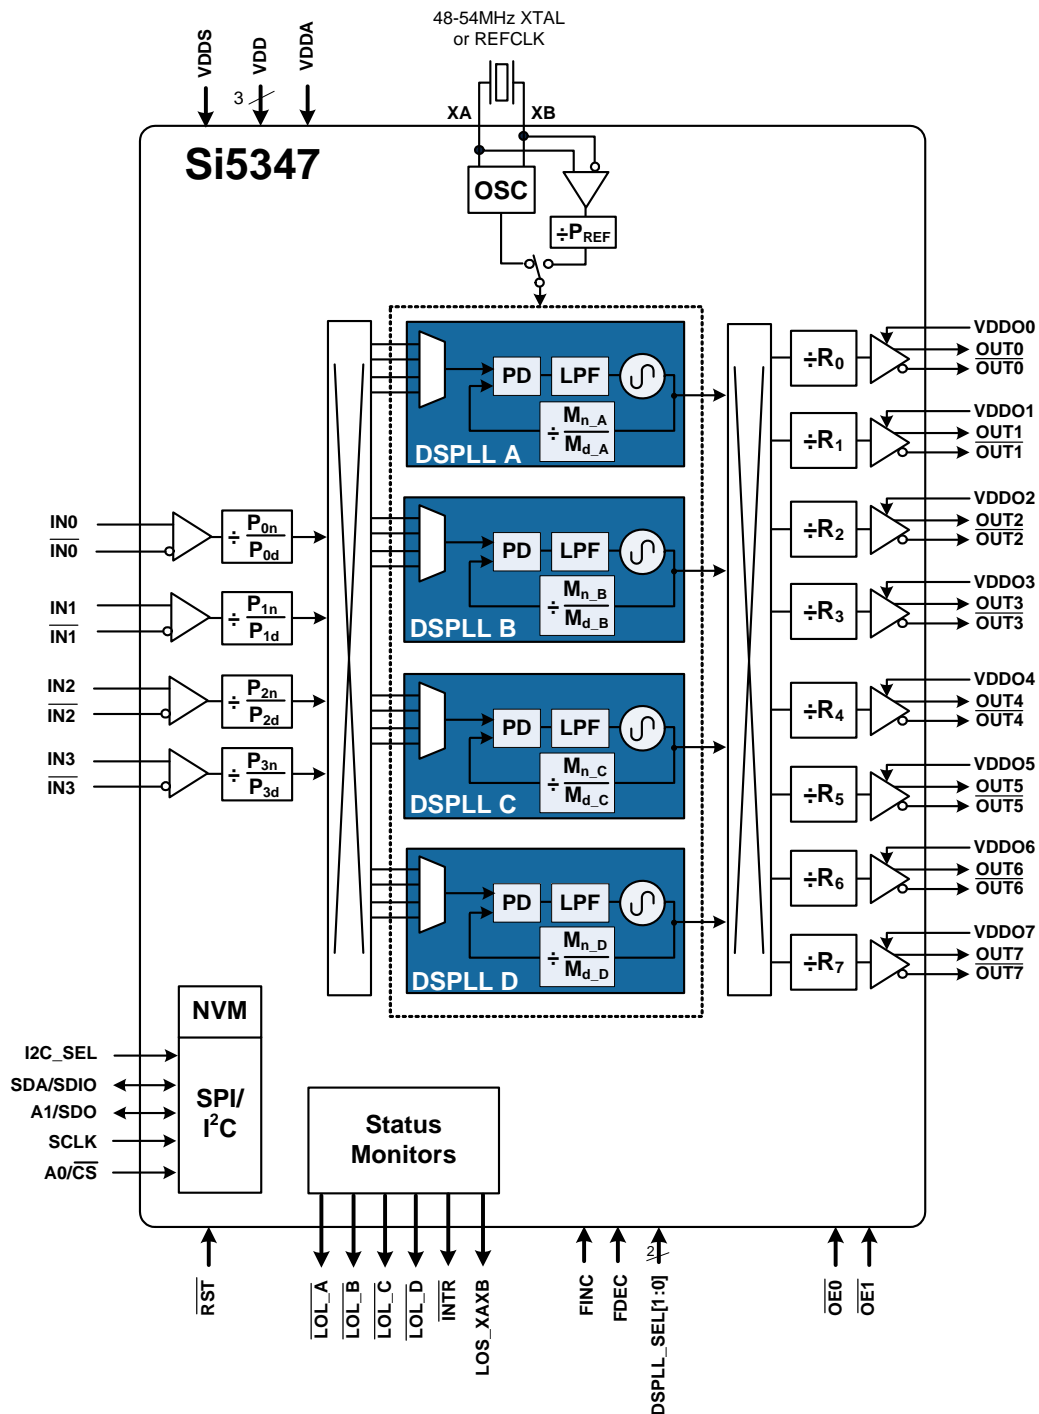 48-54MHz XTAL
or REFCLK
VDDS
VDD
VDDA
3
XA
XB
Si5347
OSC
÷PREF
PD
LPF
÷ Mn_A
Md_A
DSPLL A
PD
LPF
÷ Mn_B
Md_B
DSPLL B
PD
LPF
÷ Mn_C
Md_C
DSPLL C
PD
LPF
÷ Mn_D
Md_D
DSPLL D
IN0
IN0
÷ P0n
P0d
IN1
IN1
÷ P1n
P1d
IN2
IN2
÷ P2n
P2d
IN3
IN3
÷ P3n
P3d
÷R0
VDDO0
OUT0
OUT0
÷R1
VDDO1
OUT1
OUT1
÷R2
VDDO2
OUT2
OUT2
÷R3
VDDO3
OUT3
OUT3
÷R4
VDDO4
OUT4
OUT4
÷R5
VDDO5
OUT5
OUT5
÷R6
VDDO6
OUT6
OUT6
÷R7
VDDO7
OUT7
OUT7
NVM
SPI/
I²C
I2C_SEL
SDA/SDIO
A1/SDO
SCLK
A0/CS
Status
Monitors
RST
LOL_A
LOL_B
LOL_C
LOL_D
INTR
LOS_XAXB
FINC
FDEC
2
DSPLL_SEL[1:0]
OE0
OE1